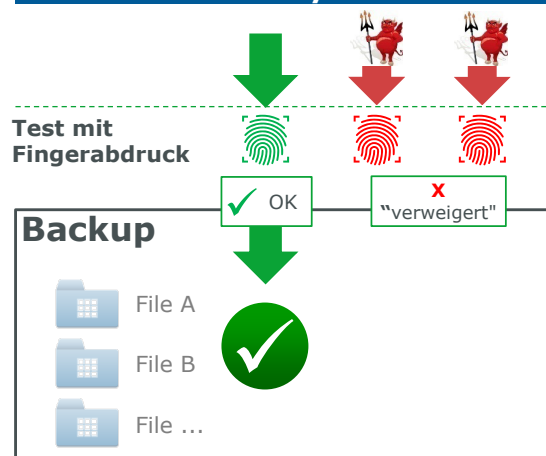 Test mit
Fingerabdruck
OK
X
"verweigert"
Backup
File A
File B
File ...